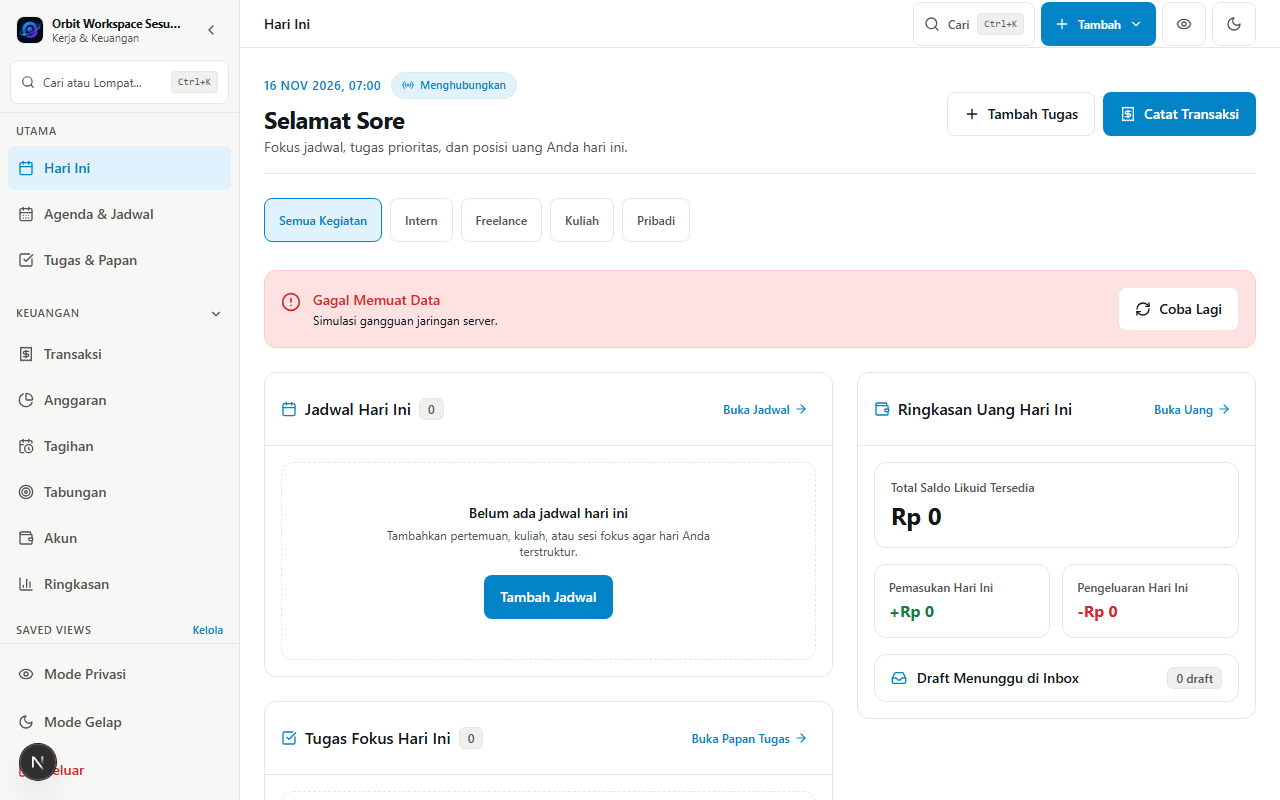 Orbit Workspace Sesu...
Kerja & Keuangan
Cari atau Lompat...
Ctrl+K
UTAMA
Hari Ini
Agenda & Jadwal
Tugas & Papan
KEUANGAN
Transaksi
Anggaran
Tagihan
Tabungan
Akun
Ringkasan
SAVED VIEWS
Kelola
Mode Privasi
Mode Gelap
N
eluar
Hari Ini
Cari
Ctrl+K
Tambah
16 NOV 2026, 07:00
Menghubungkan
Selamat Sore
Fokus jadwal, tugas prioritas, dan posisi uang Anda hari ini.
Tambah Tugas
Catat Transaksi
Semua Kegiatan
Intern
Freelance
Kuliah
Pribadi
Gagal Memuat Data
Simulasi gangguan jaringan server.
Coba Lagi
Jadwal Hari Ini
0
Buka Jadwal
Belum ada jadwal hari ini
Tambahkan pertemuan, kuliah, atau sesi fokus agar hari Anda
terstruktur.
Tambah Jadwal
Tugas Fokus Hari Ini
0
Buka Papan Tugas
Ringkasan Uang Hari Ini
Buka Uang
Total Saldo Likuid Tersedia
Rp 0
Pemasukan Hari Ini
+Rp 0
Pengeluaran Hari Ini
-Rp 0
Draft Menunggu di Inbox
0 draft